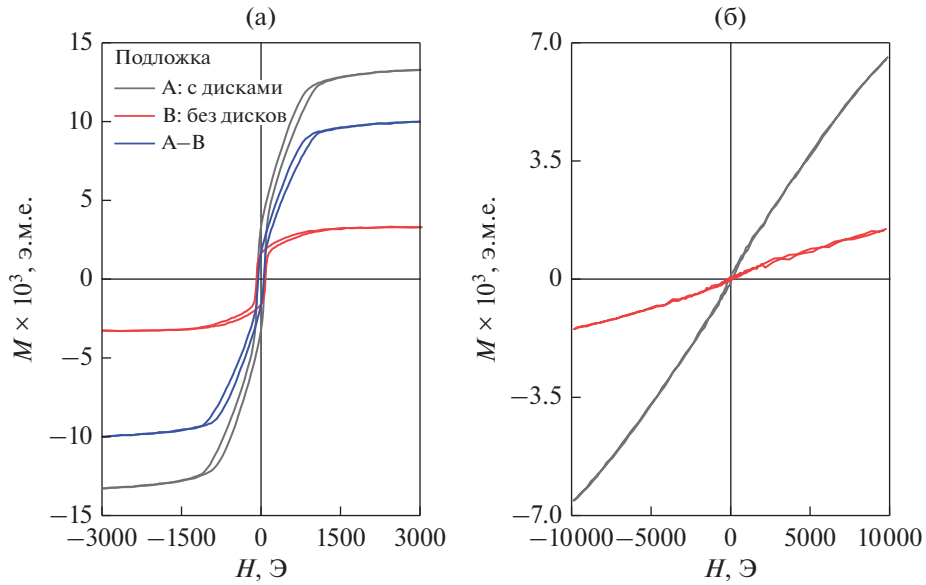 (а)
15
10
5
0
−5
−10
−15
−3000 −1500 0 1500 3000
H, Э
M × 10³, э.м.е.
Подложка
A: с дисками
B: без дисков
A−B
(б)
7.0
3.5
0
−3.5
−7.0
−10000 −5000 0 5000 10000
H, Э
M × 10³, э.м.е.